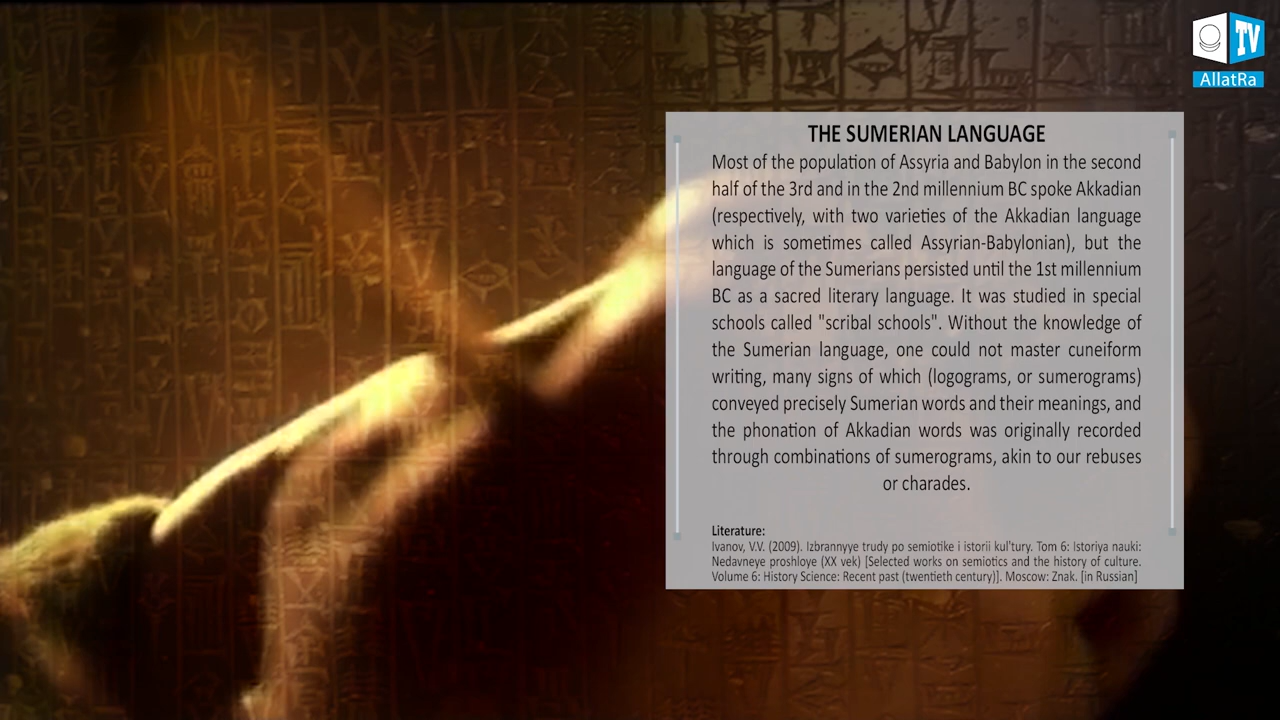 TV
AllatRa
THE SUMERIAN LANGUAGE
Most of the population of Assyria and Babylon in the second
half of the 3rd and in the 2nd millennium BC spoke Akkadian
(respectively, with two varieties of the Akkadian language
which is sometimes called Assyrian-Babylonian), but the
language of the Sumerians persisted until the 1st millennium
BC as a sacred literary language. It was studied in special
schools called "scribal schools". Without the knowledge of
the Sumerian language, one could not master cuneiform
writing, many signs of which (logograms, or sumerograms)
conveyed precisely Sumerian words and their meanings, and
the phonation of Akkadian words was originally recorded
through combinations of sumerograms, akin to our rebuses
or charades.
Literature:
Ivanov, V.V. (2009). Izbrannyye trudy po semiotike i istorii kul'tury. Tom 6: Istoriya nauki:
Nedavneye proshloye (XX vek) [Selected works on semiotics and the history of culture.
Volume 6: History Science: Recent past (twentieth century)]. Moscow: Znak. [in Russian]